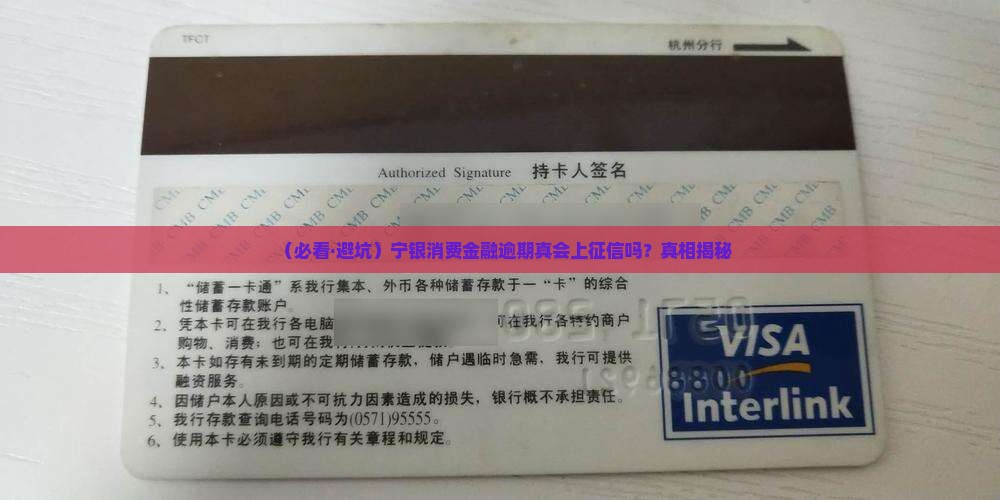 TFCT
杭州分行
Authorized Signature 持卡人签名
CMB CMB CMB CMB CMB
（必看·避坑）宁银消费金融逾期真会上征信吗？真相揭秘
1、“储蓄一卡通”系我行集本、外币各种储蓄存款于一“卡”的综合
性储蓄存款账户
2、凭本卡可在我行各电脑 可在我行各特约商户
购物、消费；也可在我
3、本卡如存有未到期的定期储蓄存款，储户遇临时急需，我行可提供
融资服务。
4、因储户本人原因或不可抗力因素造成的损失，银行概不承担责任。
5、我行存款查询电话号码为(0571)95555。
6、使用本卡必须遵守我行有关章程和规定。
VISA
Interlink